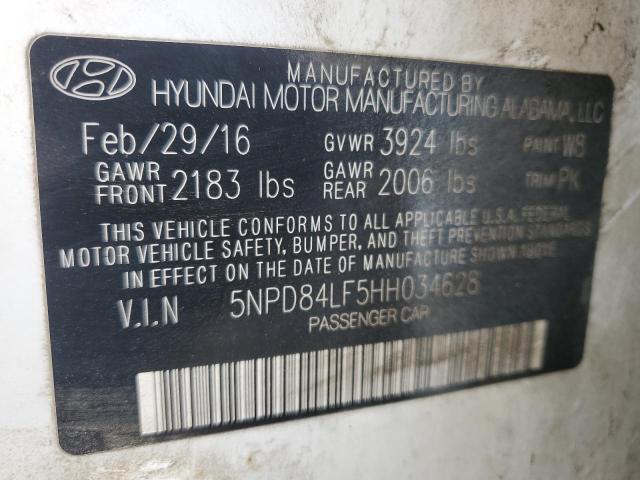 MANUFACTURED BY
HYUNDAI MOTOR MANUFACTURING ALABAMA, LLC
Feb/29/16 GVWR 3924 lbs PAINT W8
GAWR FRONT 2183 lbs GAWR REAR 2006 lbs TRIM PK
THIS VEHICLE CONFORMS TO ALL APPLICABLE U.S.A. FEDERAL
MOTOR VEHICLE SAFETY, BUMPER, AND THEFT PREVENTION STANDARDS
IN EFFECT ON THE DATE OF MANUFACTURE SHOWN ABOVE.
V.I.N 5NPD84LF5HH034628
PASSENGER CAR